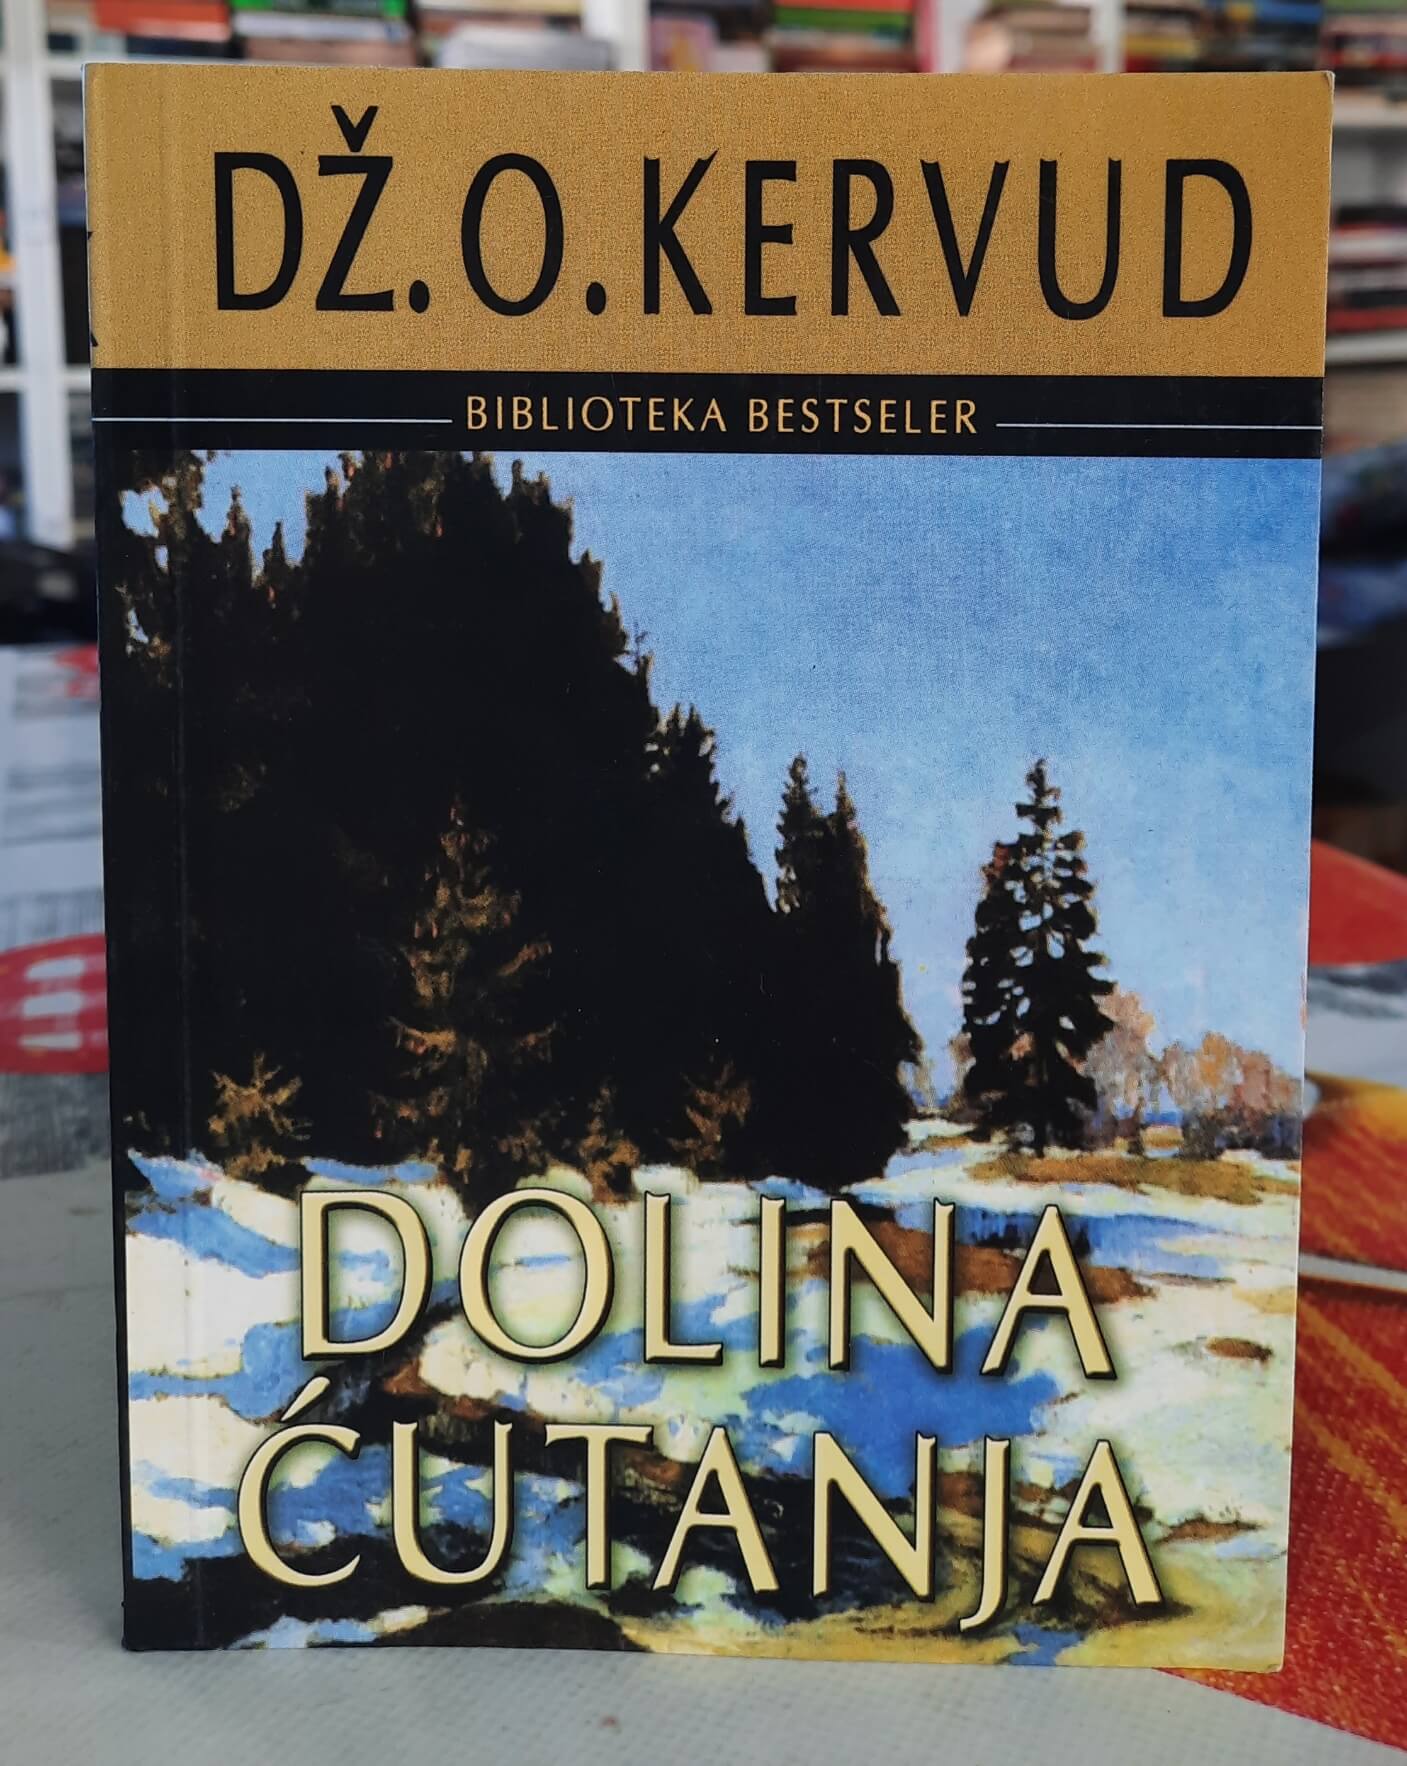 DŽ. O. KERVUD
BIBLIOTEKA BESTSELER
DOLINA
ĆUTANJA